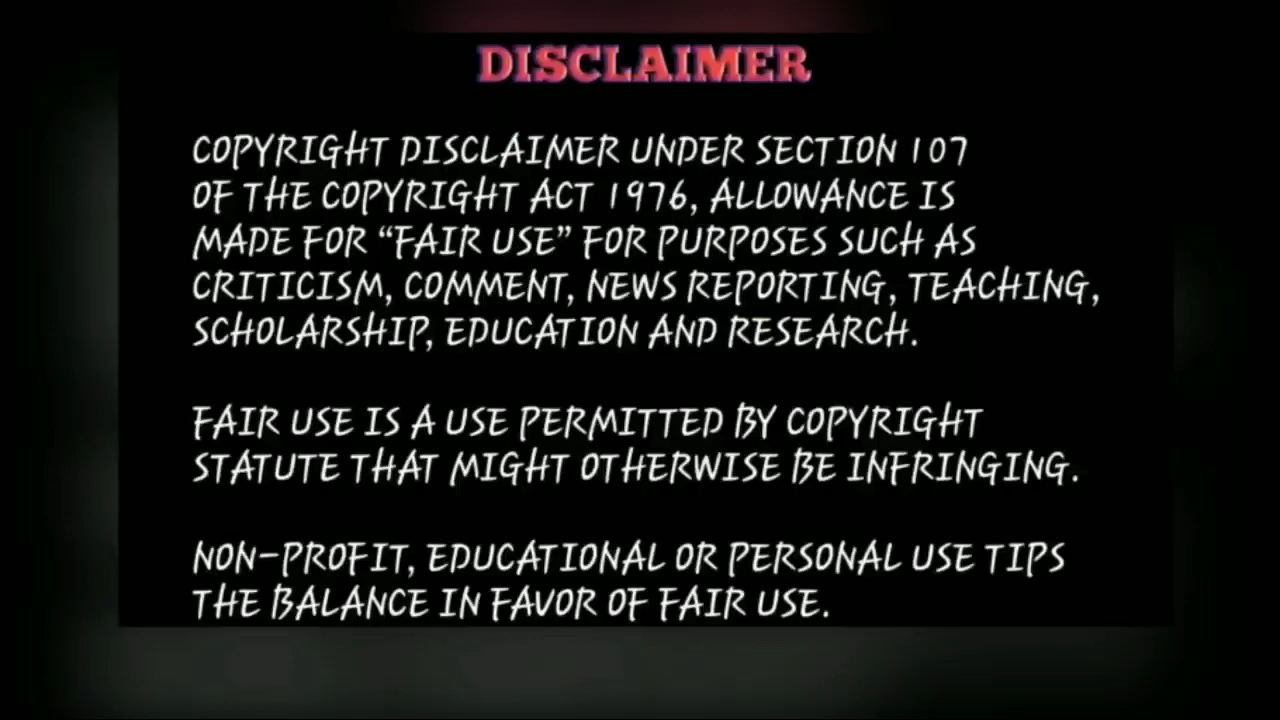 DISCLAIMER
COPYRIGHT DISCLAIMER UNDER SECTION 107
OF THE COPYRIGHT ACT 1976, ALLOWANCE IS
MADE FOR “FAIR USE” FOR PURPOSES SUCH AS
CRITICISM, COMMENT, NEWS REPORTING, TEACHING,
SCHOLARSHIP, EDUCATION AND RESEARCH.
FAIR USE IS A USE PERMITTED BY COPYRIGHT
STATUTE THAT MIGHT OTHERWISE BE INFRINGING.
NON-PROFIT, EDUCATIONAL OR PERSONAL USE TIPS
THE BALANCE IN FAVOR OF FAIR USE.